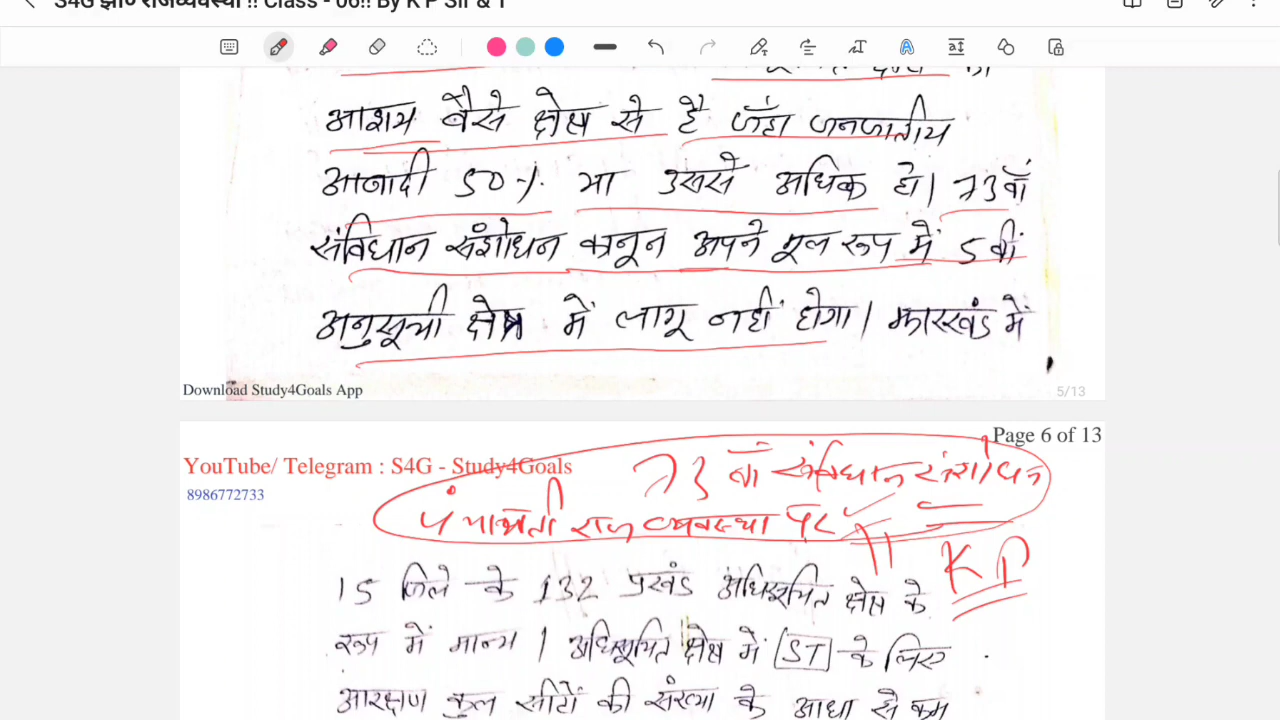 S4G झा० राजव्यवस्था !! Class - 06!! By K P Sir &
आशय वैसे क्षेत्र से है जहाँ जनजातीय
आबादी 50% या उससे अधिक हो। 73वाँ
संविधान संशोधन कानून अपने मूल रूप में 5वीं
अनुसूची क्षेत्र में लागू नहीं होगा। झारखंड में
Download Study4Goals App
5/13
Page 6 of 13
YouTube/ Telegram : S4G - Study4Goals
73 वाँ संविधान संशोधन
8986772733
पंचायती राज व्यवस्था पर
KP
15 जिले के 132 प्रखंड अधिसूचित क्षेत्र के
रूप में मान्य। अधिसूचित क्षेत्र में [ST] के लिए
आरक्षण कुल सीटों की संख्या के आधा से कम